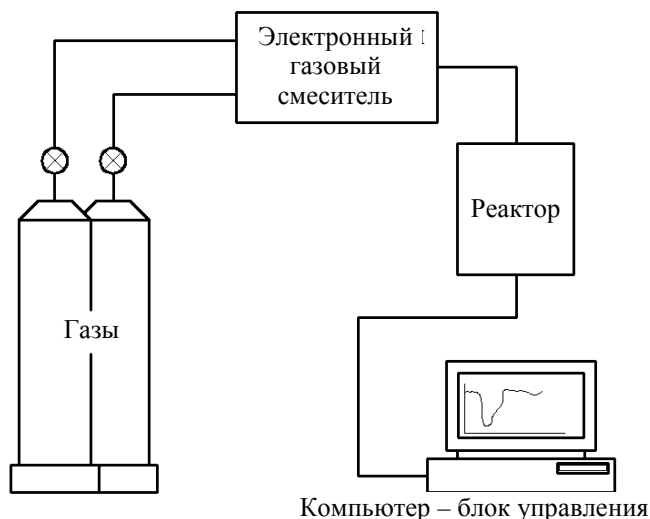 Электронный
газовый
смеситель
Реактор
Газы
Компьютер – блок управления